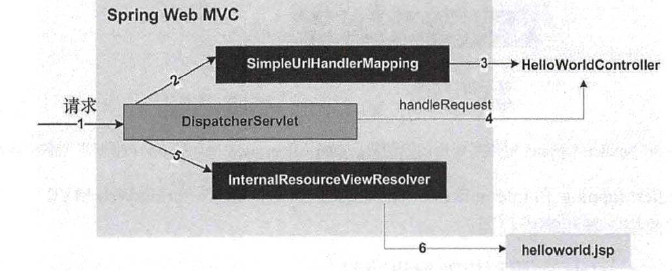 Spring Web MVC
2
SimpleUrlHandlerMapping
3
HelloWorldController
请求
1
DispatcherServlet
handleRequest
4
5
InternalResourceViewResolver
6
helloworld.jsp